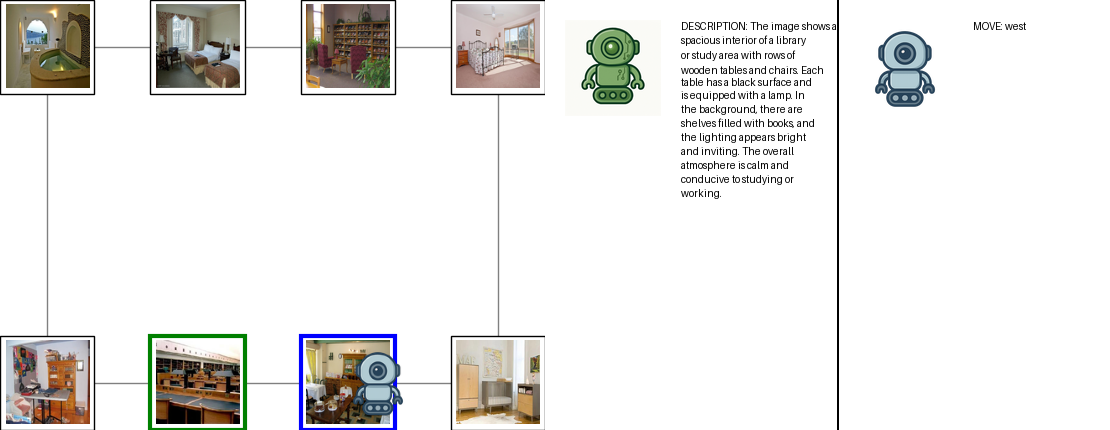 DESCRIPTION: The image shows a
spacious interior of a library
or study area with rows of
wooden tables and chairs. Each
table has a black surface and
is equipped with a lamp. In
the background, there are
shelves filled with books, and
the lighting appears bright
and inviting. The overall
atmosphere is calm and
conducive to studying or
working.
MOVE: west